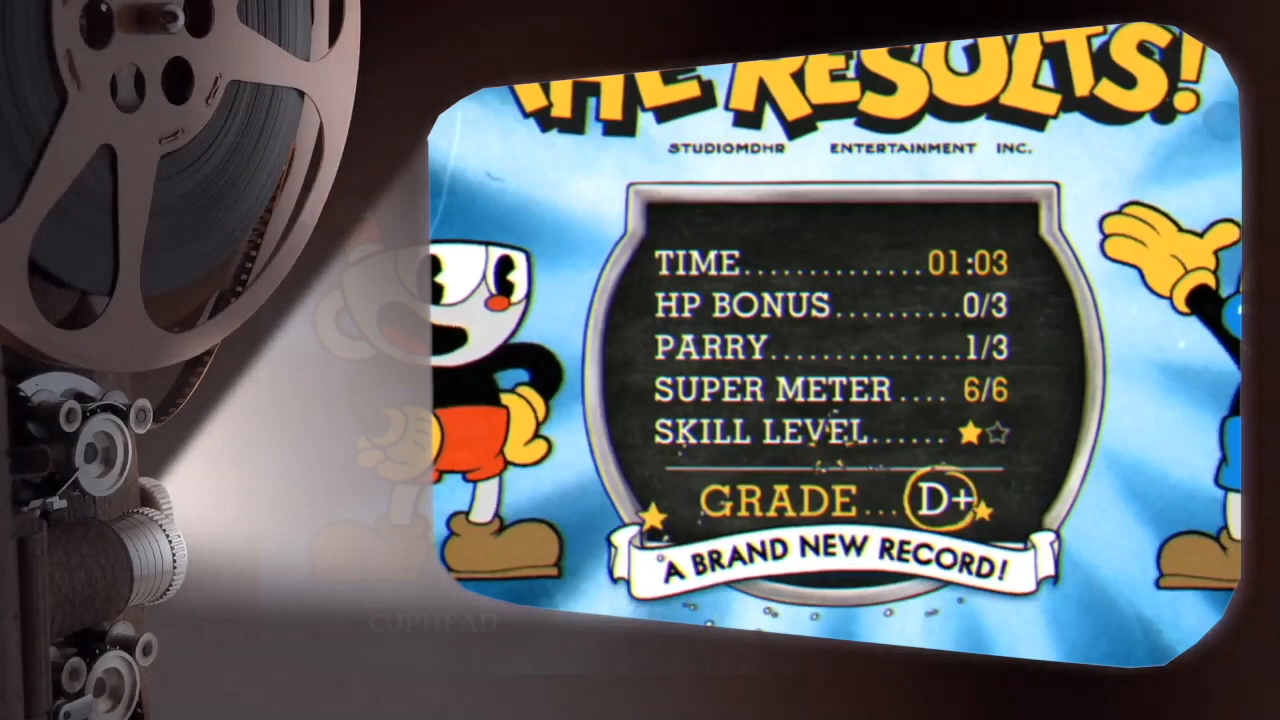 THE RESULTS!
STUDIOMDHR ENTERTAINMENT INC.
TIME..............01:03
HP BONUS..........0/3
PARRY................1/3
SUPER METER.... 6/6
SKILL LEVEL......
GRADE...D+
A BRAND NEW RECORD!
CUPHEAD